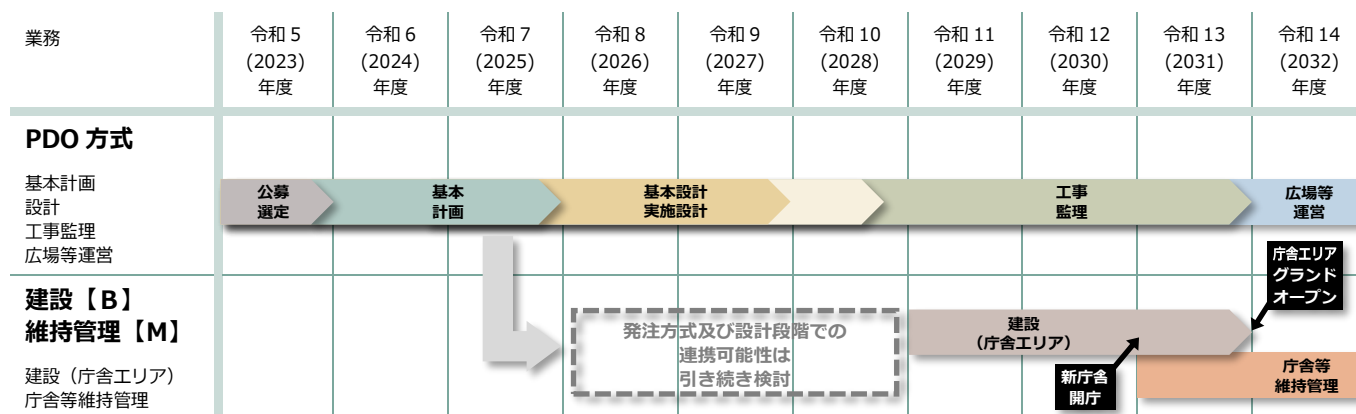 業務
令和 5
(2023)
年度
令和 6
(2024)
年度
令和 7
(2025)
年度
令和 8
(2026)
年度
令和 9
(2027)
年度
令和 10
(2028)
年度
令和 11
(2029)
年度
令和 12
(2030)
年度
令和 13
(2031)
年度
令和 14
(2032)
年度
PDO 方式
基本計画
設計
工事監理
広場等運営
公募
選定
基本
計画
基本設計
実施設計
工事
監理
広場等
運営
建設【B】
維持管理【M】
建設（庁舎エリア）
庁舎等維持管理
発注方式及び設計段階での
連携可能性は
引き続き検討
建設
（庁舎エリア）
新庁舎
開庁
庁舎エリア
グランド
オープン
庁舎等
維持管理